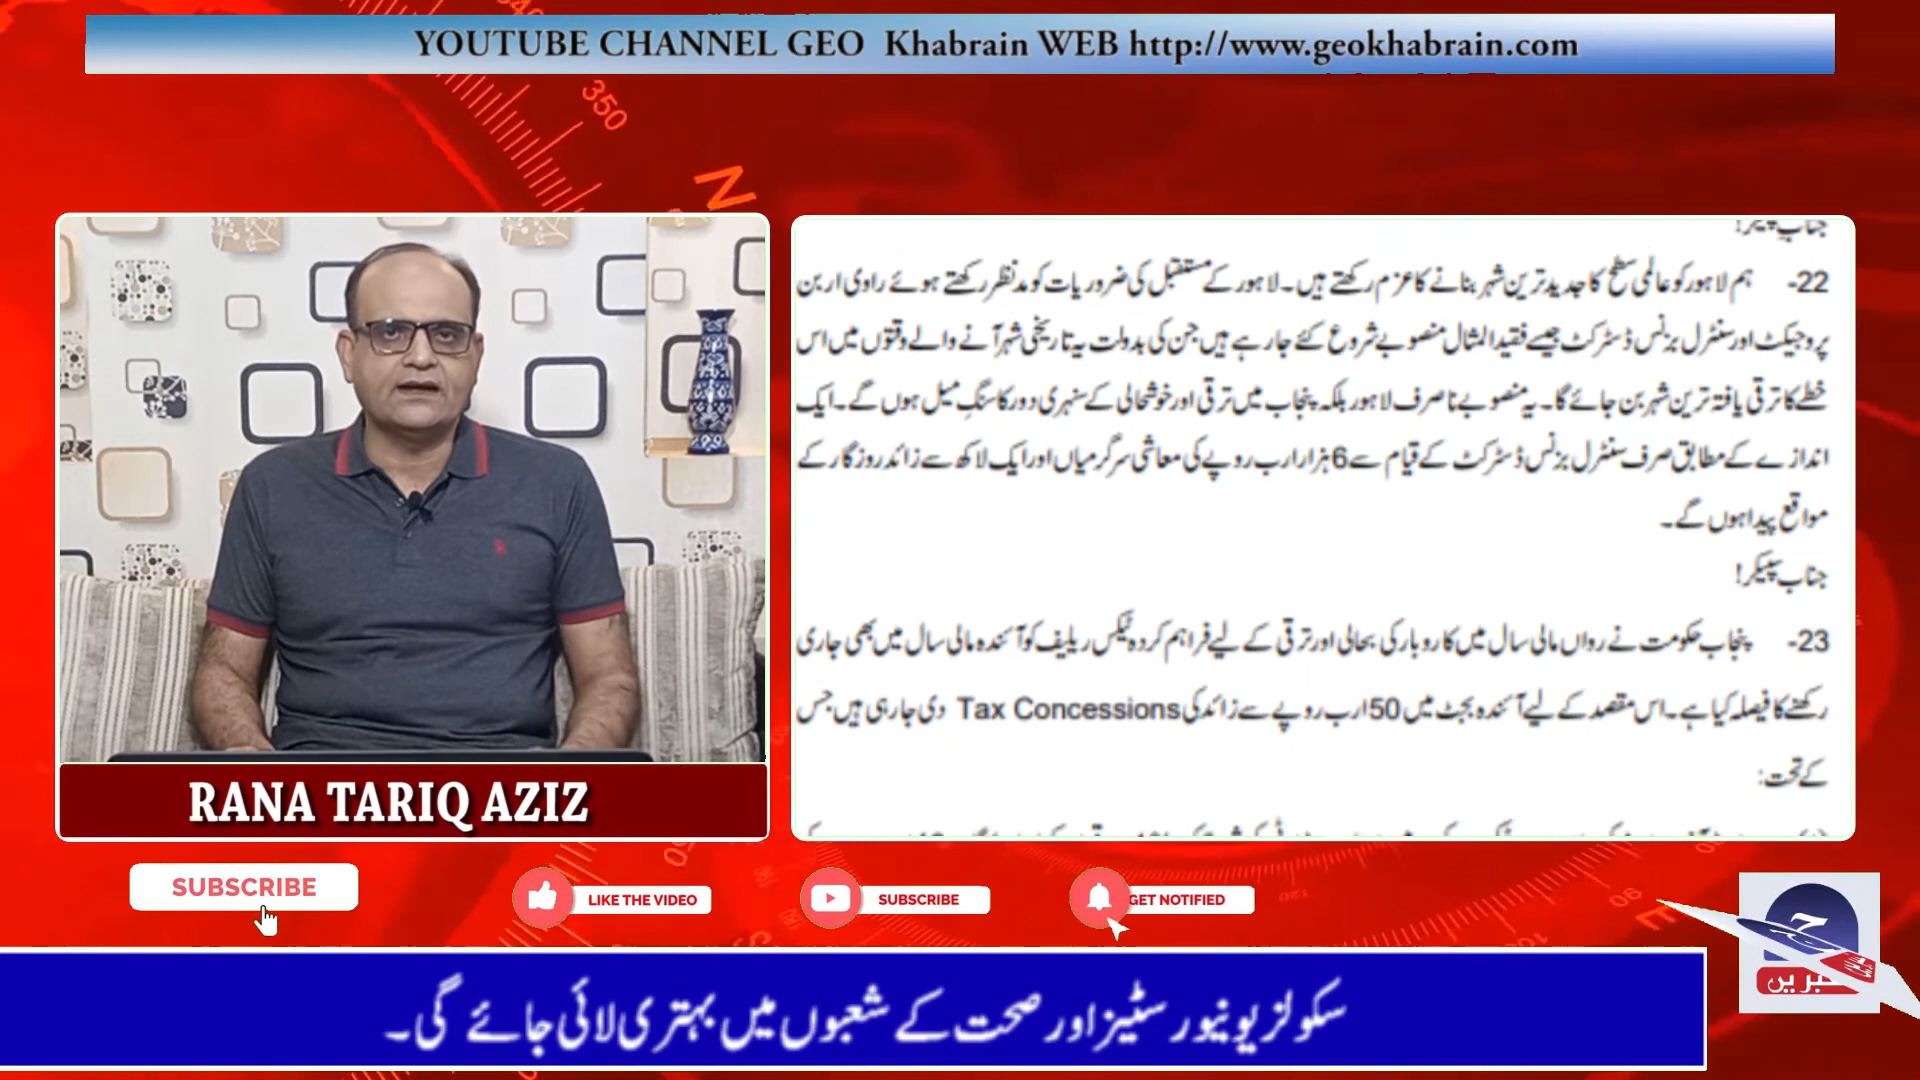 YOUTUBE CHANNEL GEO Khabrain WEB http://www.geokhabrain.com
350
N
جناب سپیکر!
22- ہم لاہور کو عالمی سطح کا جدید ترین شہر بنانے کا عزم رکھتے ہیں۔ لاہور کے مستقبل کی ضروریات کو مدنظر رکھتے ہوئے راوی اربن
پروجیکٹ اور سنٹرل بزنس ڈسٹرکٹ جیسے فقید المثال منصوبے شروع کئے جا رہے ہیں جن کی بدولت یہ تاریخی شہر آنے والے وقتوں میں اس
خطے کا ترقی یافتہ ترین شہر بن جائے گا۔ یہ منصوبے نا صرف لاہور بلکہ پنجاب میں ترقی اور خوشحالی کے سنہری دور کا سنگِ میل ہوں گے۔ ایک
اندازے کے مطابق صرف سنٹرل بزنس ڈسٹرکٹ کے قیام سے 6 ہزار ارب روپے کی معاشی سرگرمیاں اور ایک لاکھ سے زائد روزگار کے
مواقع پیدا ہوں گے۔
جناب سپیکر!
23- پنجاب حکومت نے رواں مالی سال میں کاروبار کی بحالی اور ترقی کے لیے فراہم کردہ ٹیکس ریلیف کو آئندہ مالی سال میں بھی جاری
رکھنے کا فیصلہ کیا ہے۔ اس مقصد کے لیے آئندہ بجٹ میں 50 ارب روپے سے زائد کی Tax Concessions دی جا رہی ہیں جس
کے تحت:
RANA TARIQ AZIZ
SUBSCRIBE
LIKE THE VIDEO
SUBSCRIBE
GET NOTIFIED
سکولز یونیورسٹیز اور صحت کے شعبوں میں بہتری لائی جائے گی۔